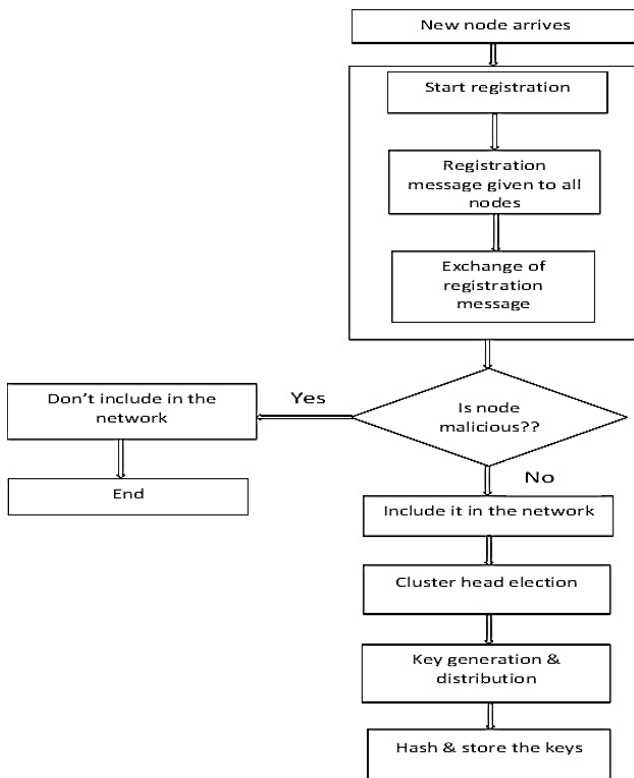 New node arrives
Start registration
Registration
message given to all
nodes
Exchange of
registration
message
Is node
malicious??
Yes
Don't include in the
network
End
No
Include it in the network
Cluster head election
Key generation &
distribution
Hash & store the keys